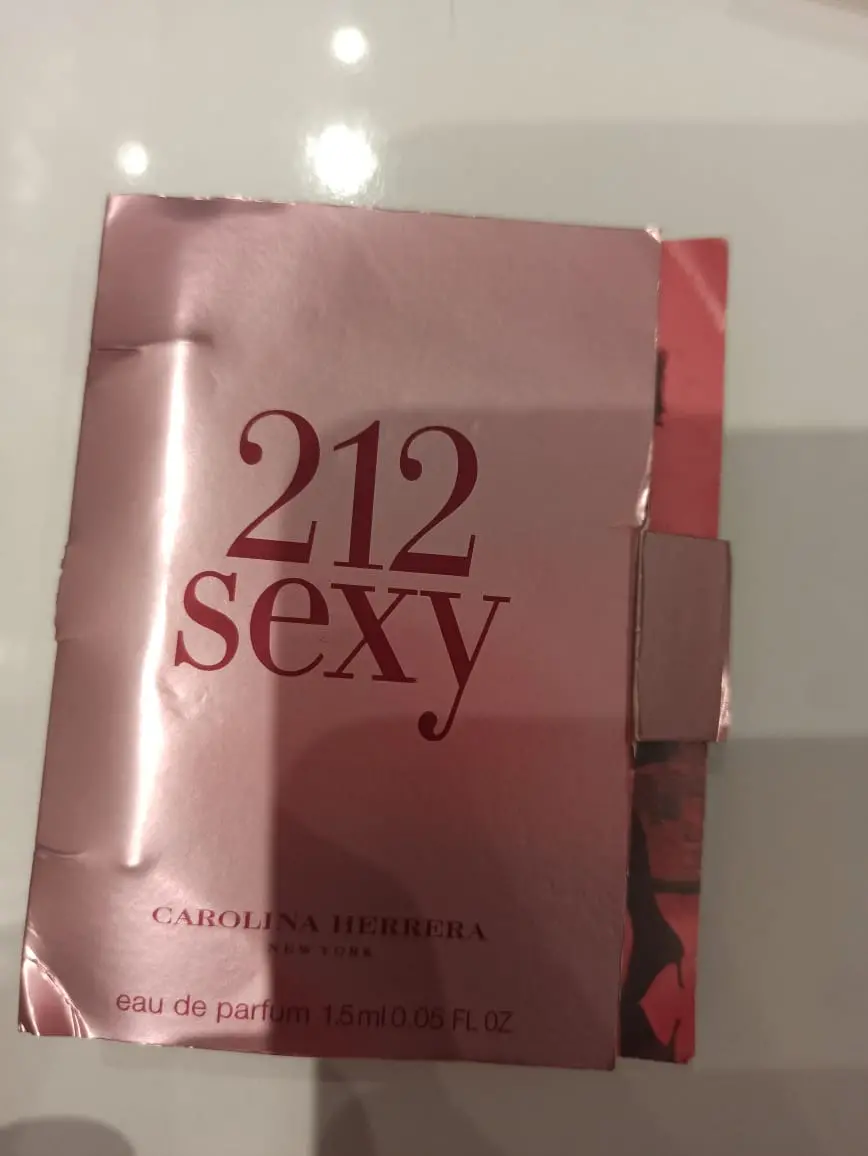 212
sexy
CAROLINA HERRERA
NEW YORK
eau de parfum 1.5ml 0.05 FL OZ